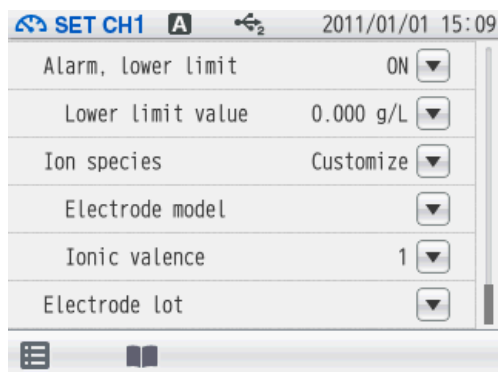 SET CH1 A 2 2011/01/01 15:09
Alarm, lower limit ON
Lower limit value 0.000 g/L
Ion species Customize
Electrode model
Ionic valence 1
Electrode lot